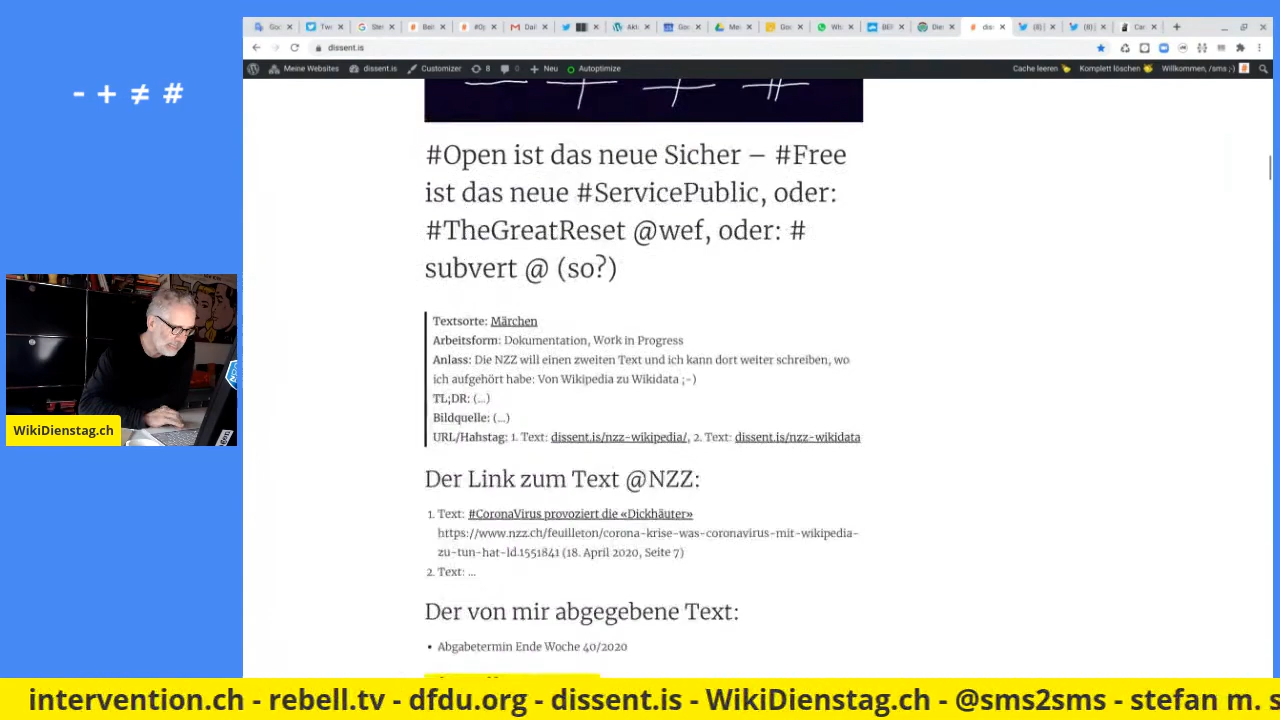 - + ≠ #
dissent.is
Meine Websites dissent.is Customizer 8 0 Neu Autoptimize Cache leeren Komplett löschen Willkommen, /sms ;-)
#Open ist das neue Sicher – #Free
ist das neue #ServicePublic, oder:
#TheGreatReset @wef, oder: #
subvert @ (so?)
Textsorte: Märchen
Arbeitsform: Dokumentation, Work in Progress
Anlass: Die NZZ will einen zweiten Text und ich kann dort weiter schreiben, wo
ich aufgehört habe: Von Wikipedia zu Wikidata ;-)
TL;DR: (...)
Bildquelle: (...)
URL/Hahstag: 1. Text: dissent.is/nzz-wikipedia/, 2. Text: dissent.is/nzz-wikidata
Der Link zum Text @NZZ:
1. Text: #CoronaVirus provoziert die «Dickhäuter»
https://www.nzz.ch/feuilleton/corona-krise-was-coronavirus-mit-wikipedia-
zu-tun-hat-ld.1551841 (18. April 2020, Seite 7)
2. Text: ...
Der von mir abgegebene Text:
• Abgabetermin Ende Woche 40/2020
WikiDienstag.ch
intervention.ch - rebell.tv - dfdu.org - dissent.is - WikiDienstag.ch - @sms2sms - stefan m. s